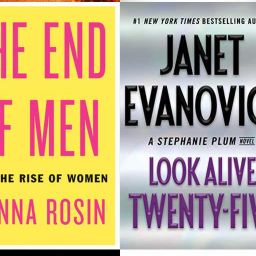 HE END
F MEN
THE RISE OF WOMEN
NNA ROSIN
#1 NEW YORK TIMES BESTSELLING AU
JANET
EVANOVIC
A STEPHANIE PLUM NOVEL
LOOK ALIVE
TWENTY-FIV